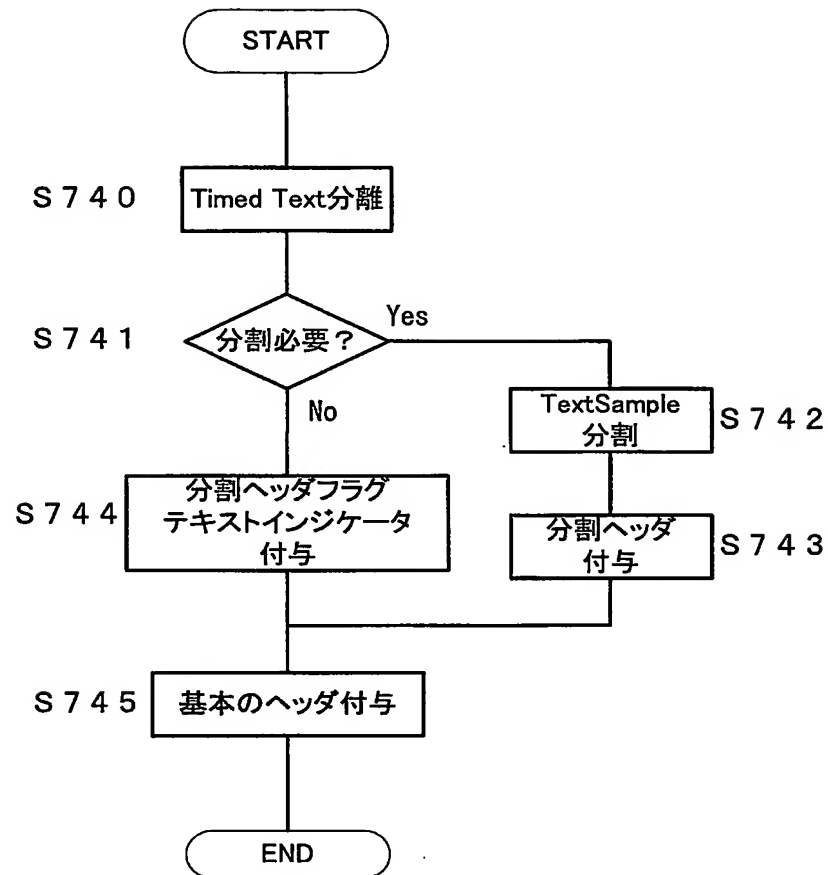 START
S740
Timed Text分離
S741
分割必要？
Yes
No
TextSample
分割
S742
S744
分割ヘッダフラグ
テキストインジケータ
付与
分割ヘッダ
付与
S743
S745
基本のヘッダ付与
END